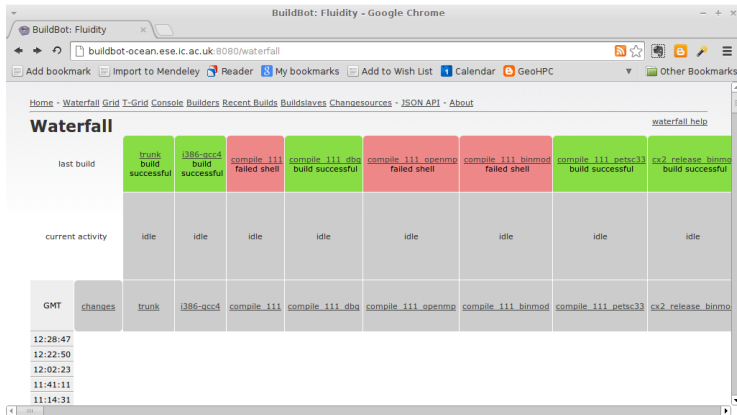 BuildBot: Fluidity - Google Chrome
BuildBot: Fluidity
buildbot-ocean.ese.ic.ac.uk:8080/waterfall
Add bookmark Import to Mendeley Reader My bookmarks Add to Wish List Calendar GeoHPC Other Bookmarks
Home - Waterfall Grid T-Grid Console Builders Recent Builds Buildslaves Changesources - JSON API - About
Waterfall
waterfall help
last build
trunk build successful
i386-gcc4 build successful
compile_111 failed shell
compile_111_dbg build successful
compile_111_openmp failed shell
compile_111_binmod failed shell
compile_111_petsc33 build successful
cx2_release_binmo build successful
current activity idle idle idle idle idle idle idle idle
GMT changes trunk i386-gcc4 compile_111 compile_111_dbg compile_111_openmp compile_111_binmod compile_111_petsc33 cx2_release_binmo
12:28:47
12:22:50
12:02:23
11:41:11
11:14:31